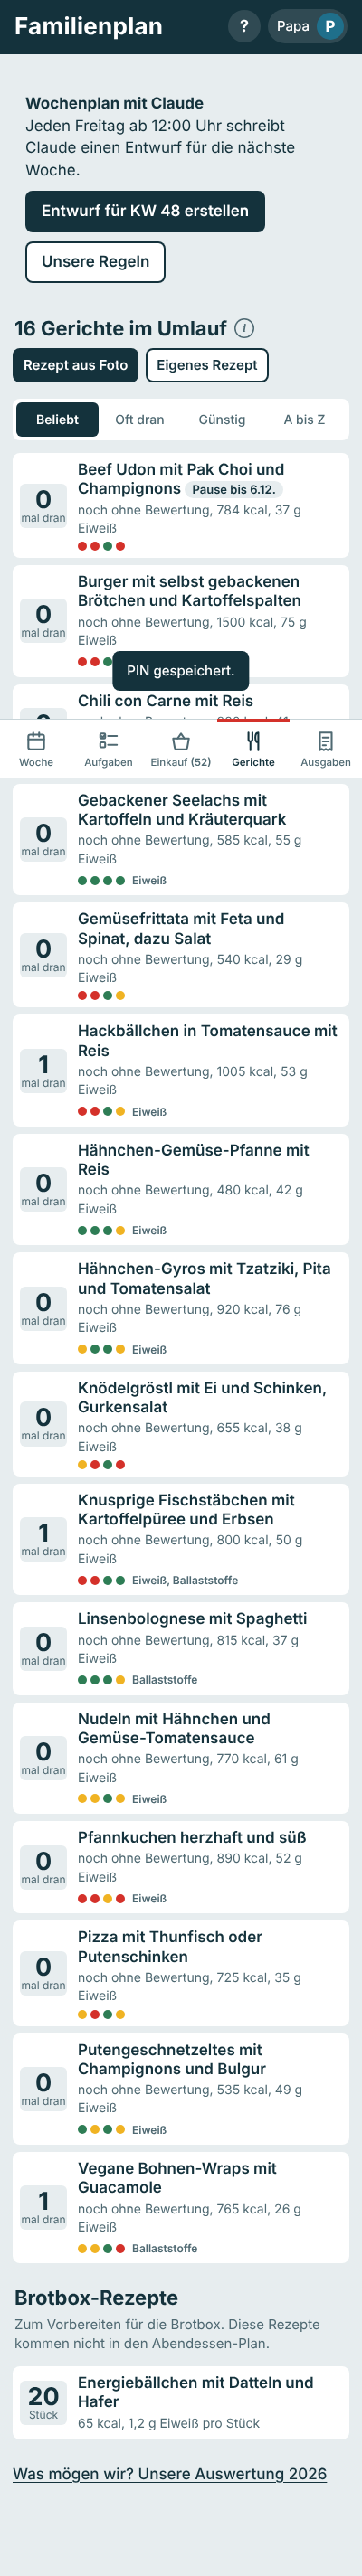 Familienplan
?
Papa
P
Wochenplan mit Claude
Jeden Freitag ab 12:00 Uhr schreibt
Claude einen Entwurf für die nächste
Woche.
Entwurf für KW 48 erstellen
Unsere Regeln
16 Gerichte im Umlauf i
Rezept aus Foto
Eigenes Rezept
Beliebt
Oft dran
Günstig
A bis Z
0
mal dran
Beef Udon mit Pak Choi und
Champignons Pause bis 6.12.
noch ohne Bewertung, 784 kcal, 37 g
Eiweiß
0
mal dran
Burger mit selbst gebackenen
Brötchen und Kartoffelspalten
noch ohne Bewertung, 1500 kcal, 75 g
Eiweiß
PIN gespeichert.
Chili con Carne mit Reis
Woche
Aufgaben
Einkauf (52)
Gerichte
Ausgaben
0
mal dran
Gebackener Seelachs mit
Kartoffeln und Kräuterquark
noch ohne Bewertung, 585 kcal, 55 g
Eiweiß
Eiweiß
0
mal dran
Gemüsefrittata mit Feta und
Spinat, dazu Salat
noch ohne Bewertung, 540 kcal, 29 g
Eiweiß
1
mal dran
Hackbällchen in Tomatensauce mit
Reis
noch ohne Bewertung, 1005 kcal, 53 g
Eiweiß
Eiweiß
0
mal dran
Hähnchen-Gemüse-Pfanne mit
Reis
noch ohne Bewertung, 480 kcal, 42 g
Eiweiß
Eiweiß
0
mal dran
Hähnchen-Gyros mit Tzatziki, Pita
und Tomatensalat
noch ohne Bewertung, 920 kcal, 76 g
Eiweiß
Eiweiß
0
mal dran
Knödelgröstl mit Ei und Schinken,
Gurkensalat
noch ohne Bewertung, 655 kcal, 38 g
Eiweiß
1
mal dran
Knusprige Fischstäbchen mit
Kartoffelpüree und Erbsen
noch ohne Bewertung, 800 kcal, 50 g
Eiweiß
Eiweiß, Ballaststoffe
0
mal dran
Linsenbolognese mit Spaghetti
noch ohne Bewertung, 815 kcal, 37 g
Eiweiß
Ballaststoffe
0
mal dran
Nudeln mit Hähnchen und
Gemüse-Tomatensauce
noch ohne Bewertung, 770 kcal, 61 g
Eiweiß
Eiweiß
0
mal dran
Pfannkuchen herzhaft und süß
noch ohne Bewertung, 890 kcal, 52 g
Eiweiß
Eiweiß
0
mal dran
Pizza mit Thunfisch oder
Putenschinken
noch ohne Bewertung, 725 kcal, 35 g
Eiweiß
0
mal dran
Putengeschnetzeltes mit
Champignons und Bulgur
noch ohne Bewertung, 535 kcal, 49 g
Eiweiß
Eiweiß
1
mal dran
Vegane Bohnen-Wraps mit
Guacamole
noch ohne Bewertung, 765 kcal, 26 g
Eiweiß
Ballaststoffe
Brotbox-Rezepte
Zum Vorbereiten für die Brotbox. Diese Rezepte
kommen nicht in den Abendessen-Plan.
20
Stück
Energiebällchen mit Datteln und
Hafer
65 kcal, 1,2 g Eiweiß pro Stück
Was mögen wir? Unsere Auswertung 2026